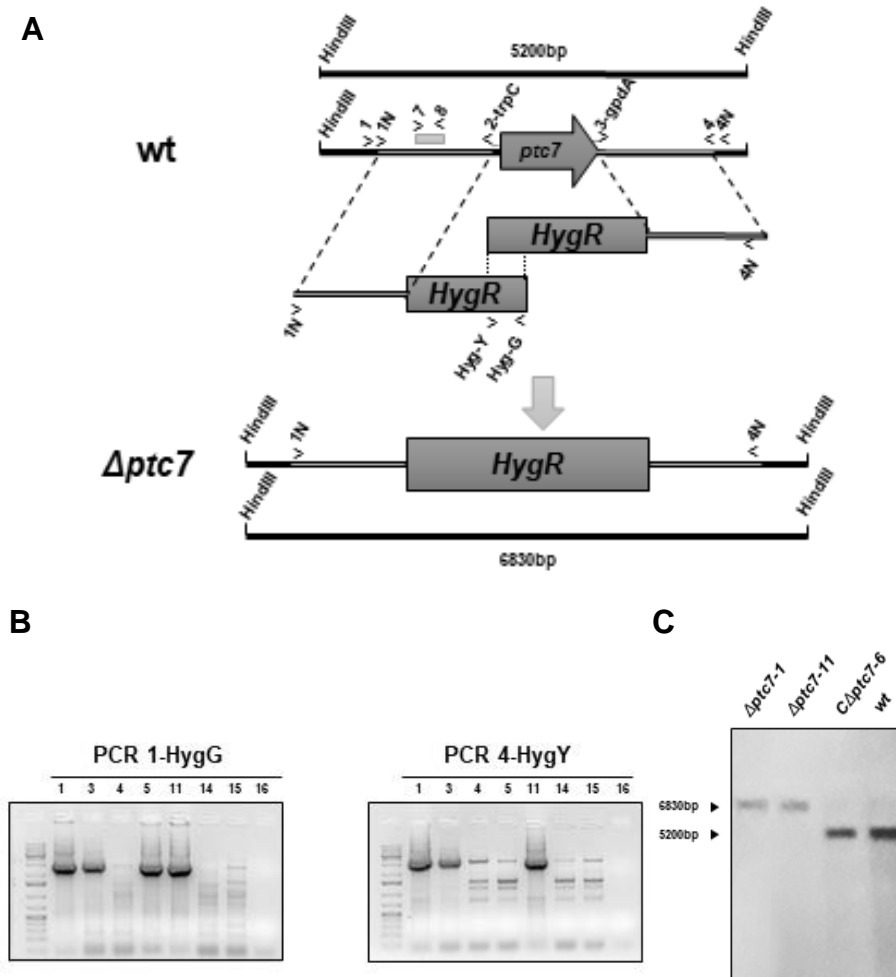 A
HindIII
5200bp
HindIII
wt
HindIII
1
1N
7
8
2-trpC
ptc7
3-gpdA
4
4N
HygR
4N
HygR
1N
Hyg-Y
Hyg-G
Δptc7
HindIII
1N
HygR
4N
HindIII
HindIII
6830bp
HindIII
B
PCR 1-HygG
1 3 4 5 11 14 15 16
PCR 4-HygY
1 3 4 5 11 14 15 16
C
Δptc7-1
Δptc7-11
CΔptc7-6
wt
6830bp
5200bp